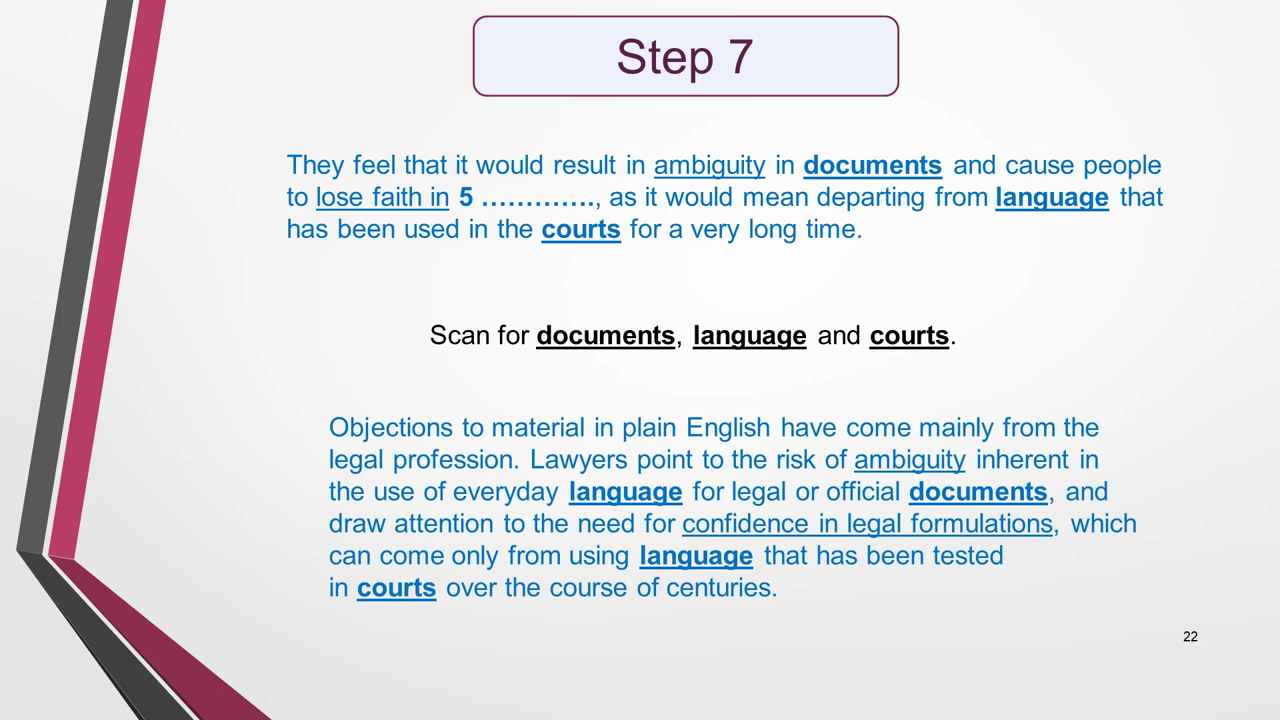 Step 7
They feel that it would result in ambiguity in documents and cause people
to lose faith in 5 …………., as it would mean departing from language that
has been used in the courts for a very long time.
Scan for documents, language and courts.
Objections to material in plain English have come mainly from the
legal profession. Lawyers point to the risk of ambiguity inherent in
the use of everyday language for legal or official documents, and
draw attention to the need for confidence in legal formulations, which
can come only from using language that has been tested
in courts over the course of centuries.
22